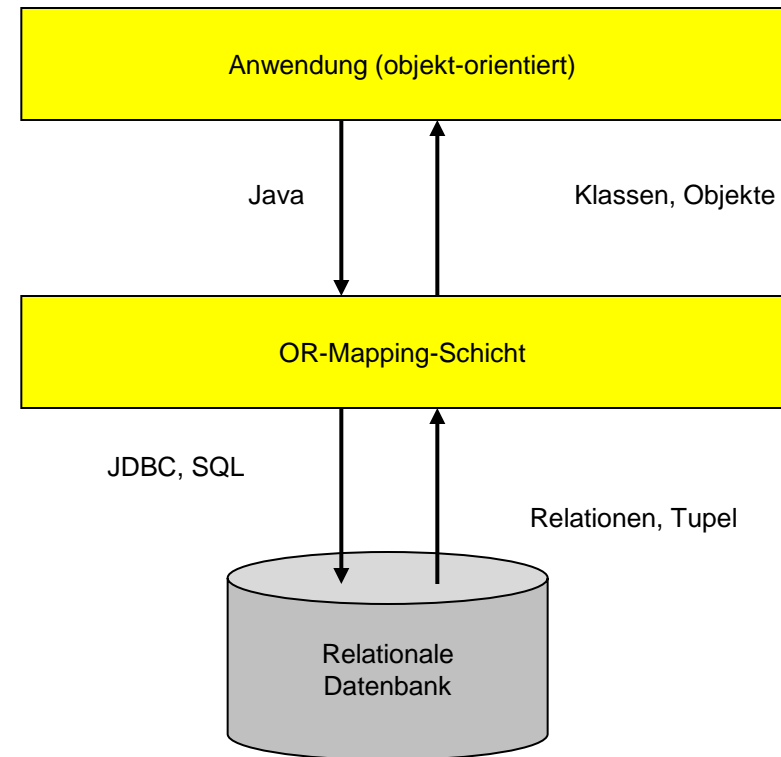 Anwendung (objekt-orientiert)
Java
Klassen, Objekte
OR-Mapping-Schicht
JDBC, SQL
Relationen, Tupel
Relationale
Datenbank